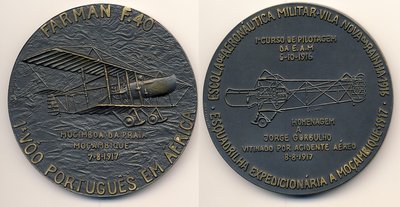 FARMAN F.40
MOCIMBOA DA PRAIA
MOÇAMBIQUE
7-8-1917
1º VÔO PORTUGUÊS EM ÁFRICA
ESCOLA DE AERONÁUTICA MILITAR-VILA NOVA DA RAINHA-1916
1º CURSO DE PILOTAGEM
DA E.A.M
5-10-1916
HOMENAGEM
A
JORGE GORGULHO
VITIMADO POR ACIDENTE AÉREO
8-8-1917
ESQUADRILHA EXPEDICIONÁRIA A MOÇAMBIQUE-1917